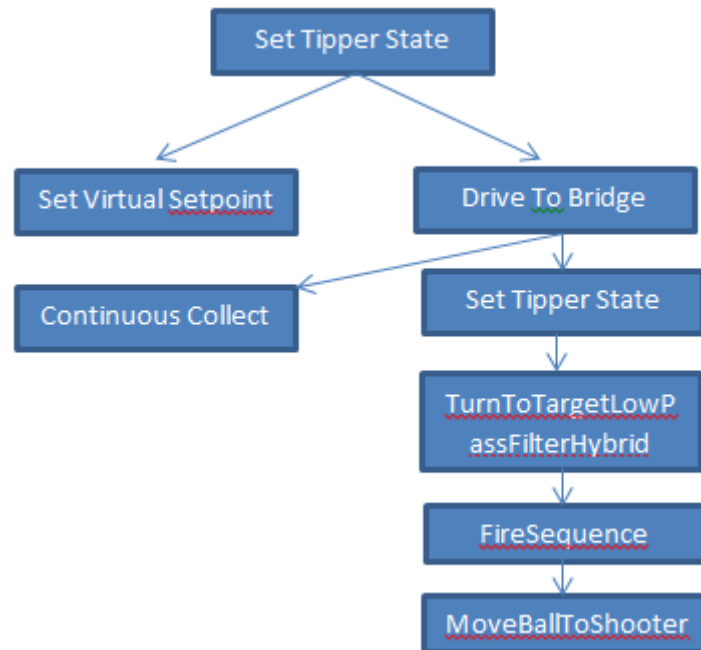 Set Tipper State
Set Virtual Setpoint
Drive To Bridge
Continuous Collect
Set Tipper State
TurnToTargetLowP
assFilterHybrid
FireSequence
MoveBallToShooter